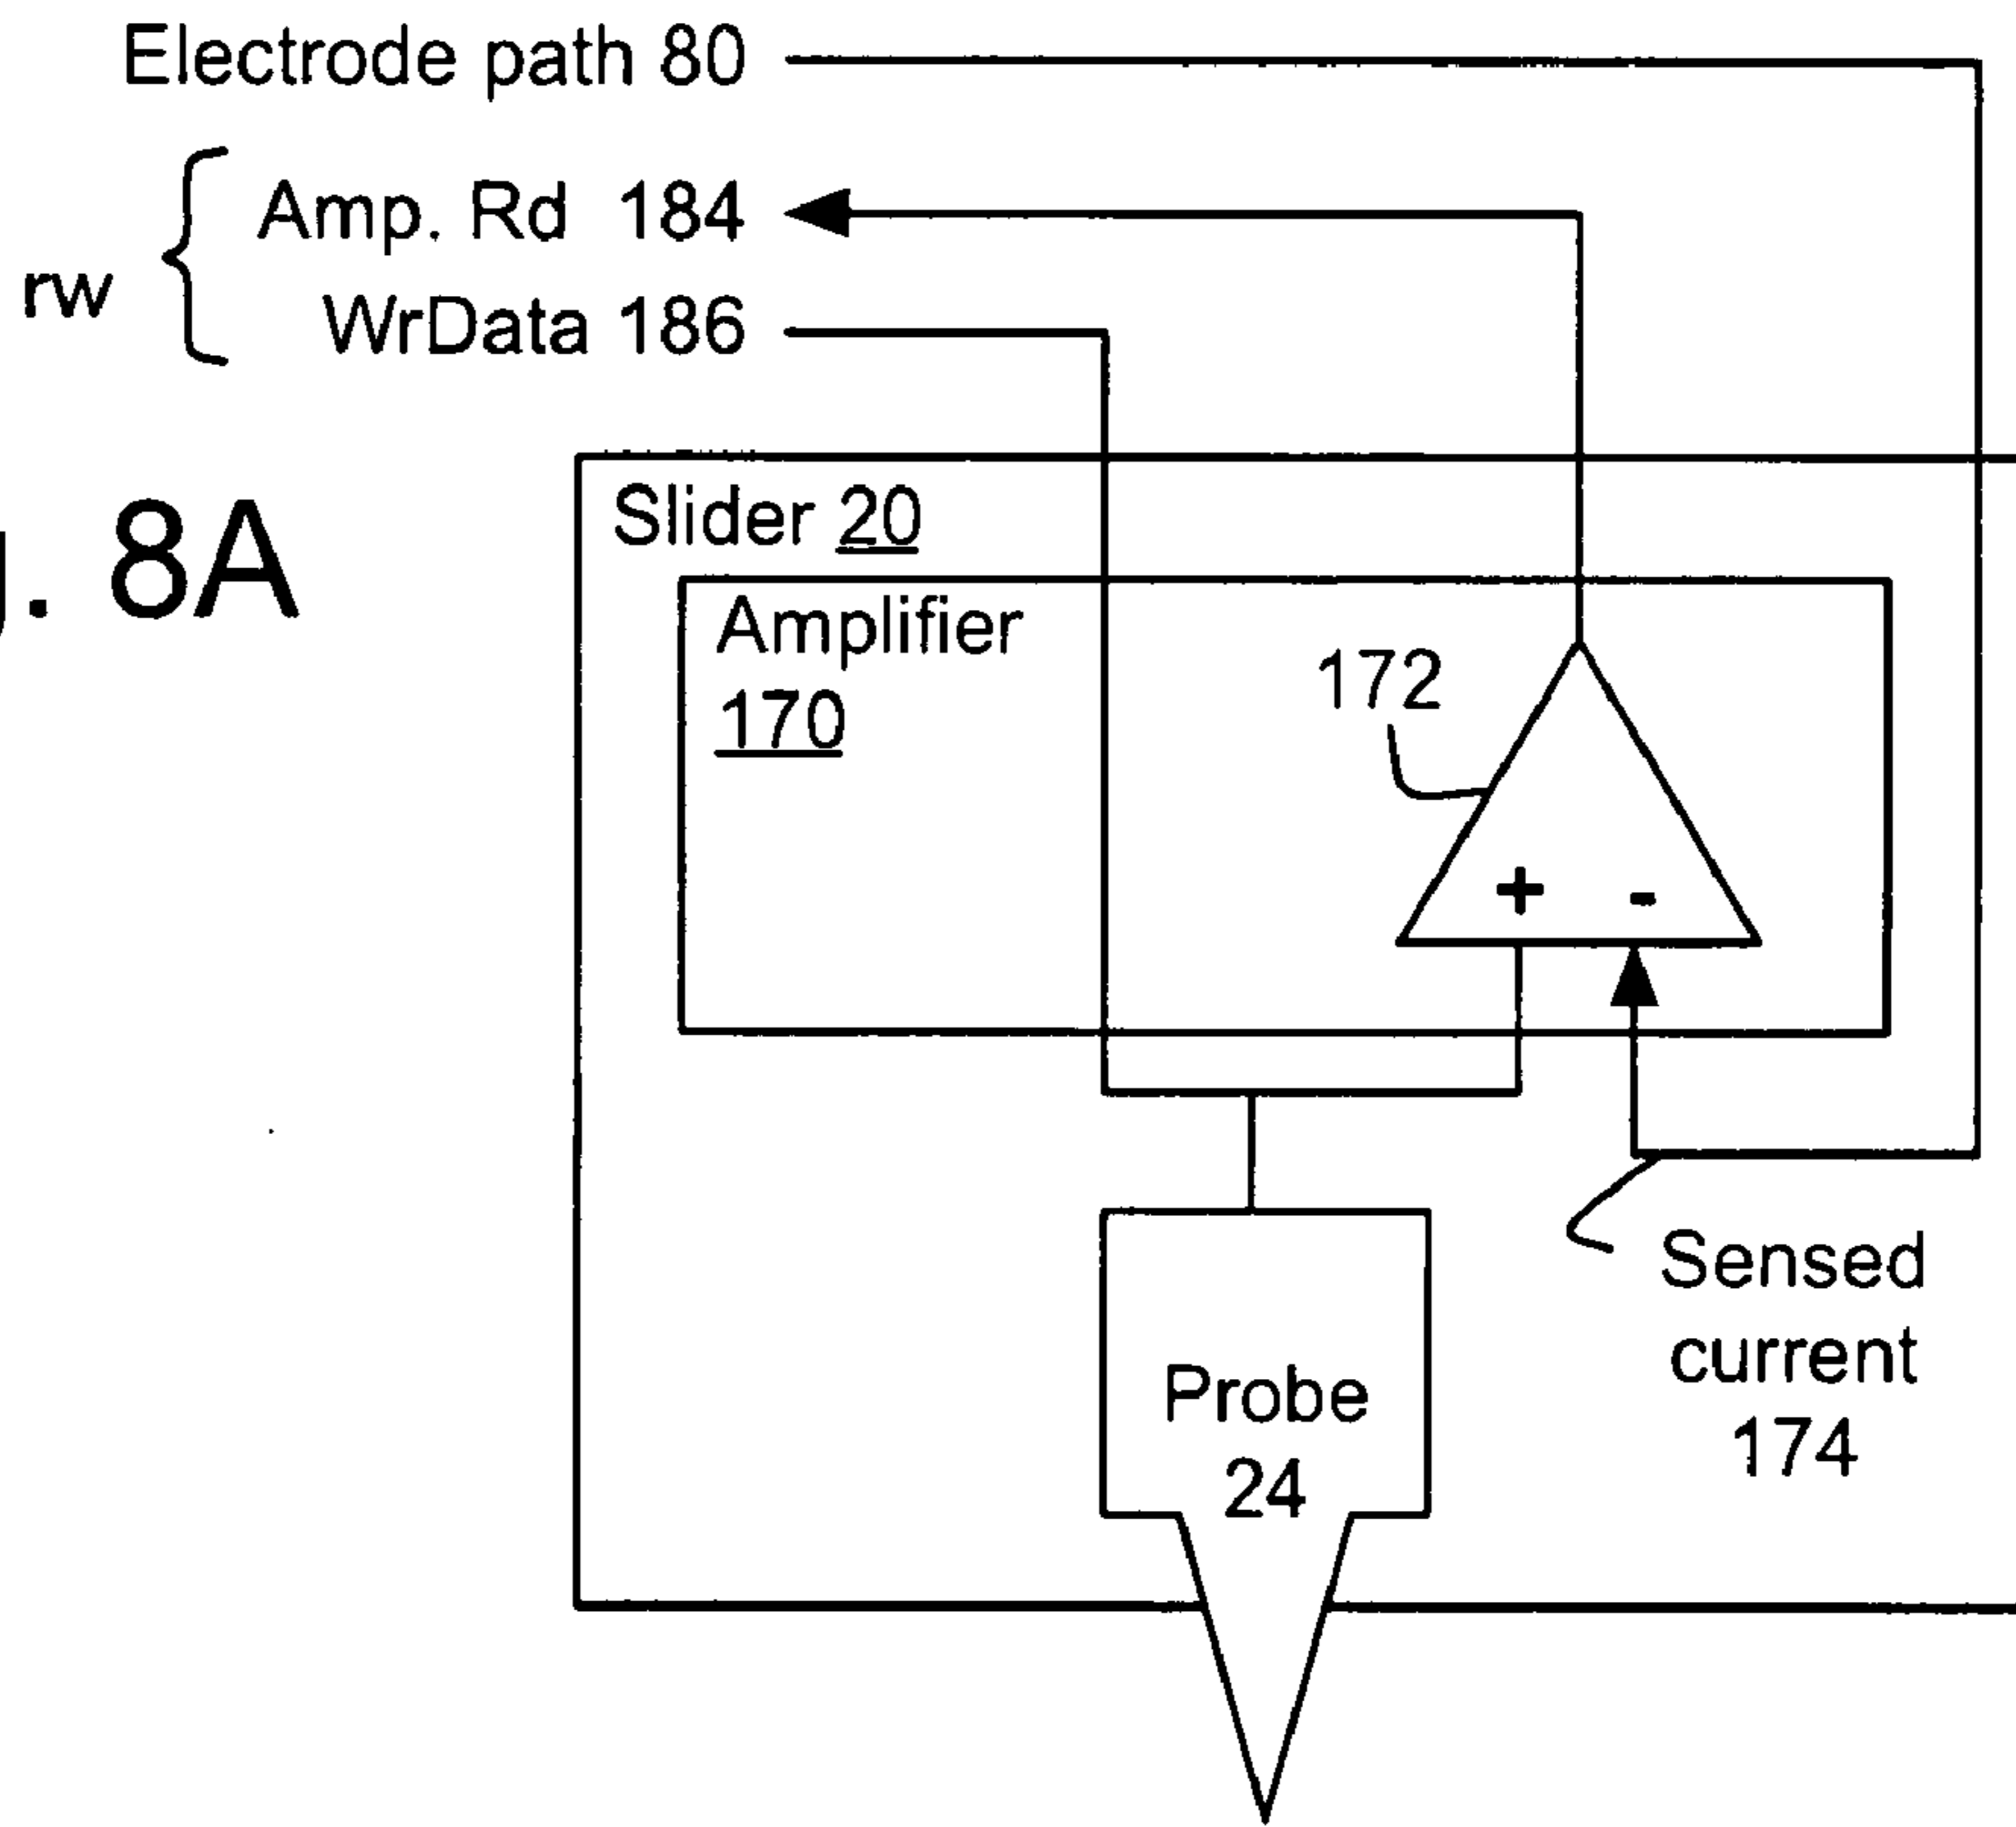 Electrode path 80
Amp. Rd 184
rw
WrData 186
. 8A
Slider 20
Amplifier
170
172
+ -
Sensed
current
174
Probe
24